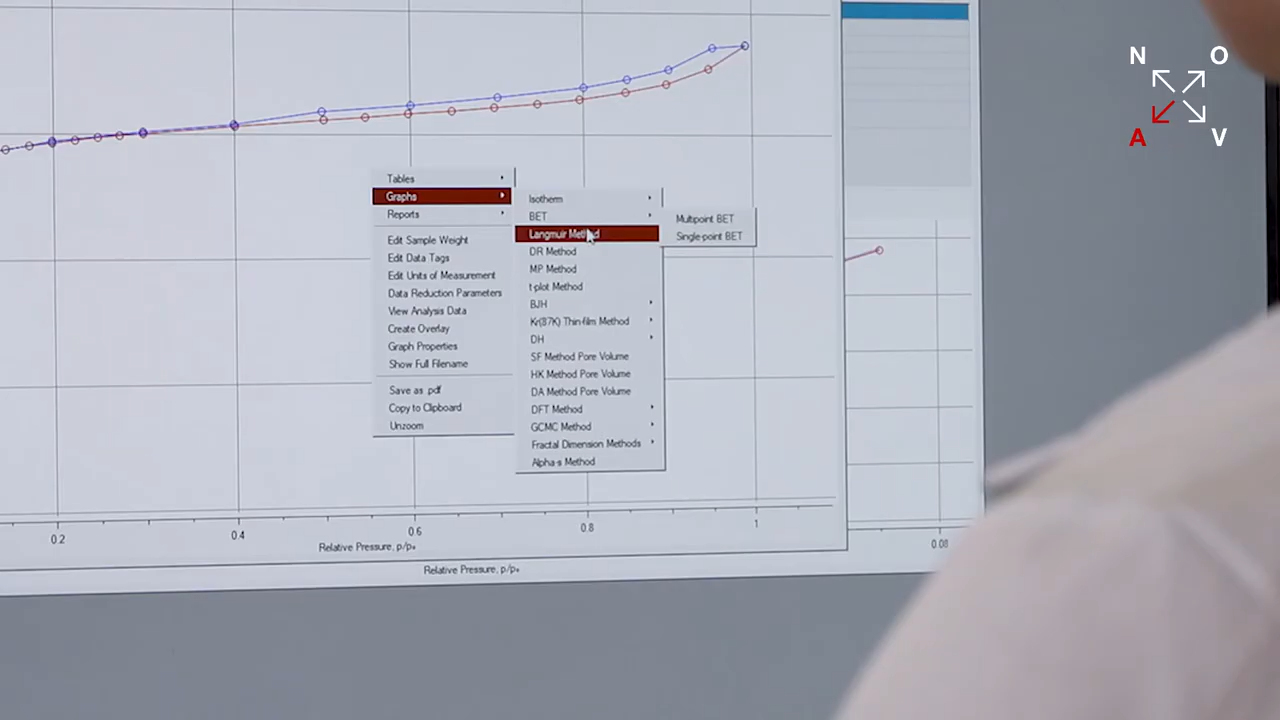 N
O
A
V
Tables
Graphs
Reports
Edit Sample Weight
Edit Data Tags
Edit Units of Measurement
Data Reduction Parameters
View Analysis Data
Create Overlay
Graph Properties
Show Full Filename
Save as .pdf
Copy to Clipboard
Unzoom
Isotherm
BET
Langmuir Method
DR Method
MP Method
t-plot Method
BJH
Kr(87K) Thin-film Method
DH
SF Method Pore Volume
HK Method Pore Volume
DA Method Pore Volume
DFT Method
GCMC Method
Fractal Dimension Methods
Alpha-s Method
Multipoint BET
Single-point BET
0.2
0.4
0.6
0.8
1
Relative Pressure, p/p₀
0.08
Relative Pressure, p/p₀